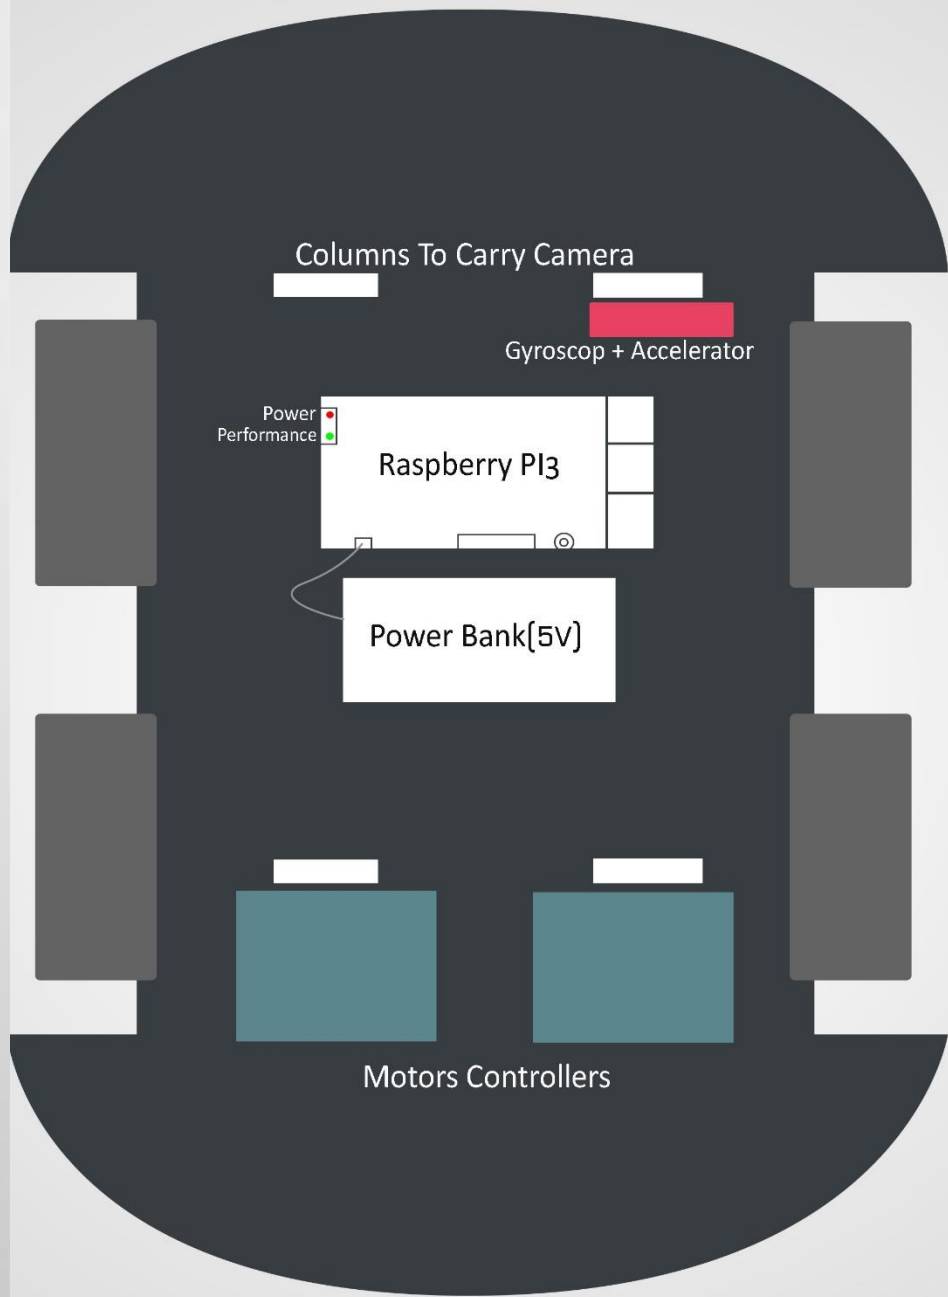 Columns To Carry Camera
Gyroscop + Accelerator
Power
Performance
Raspberry PI3
Power Bank(5V)
Motors Controllers